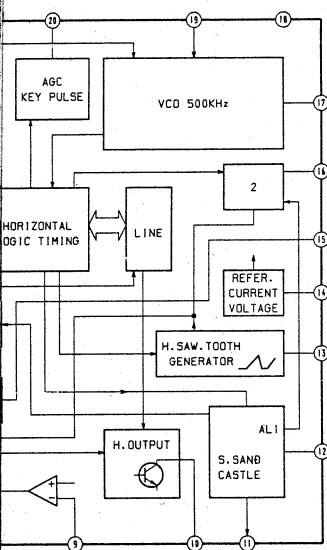 20
19
18
AGC
KEY PULSE
VCO 500KHz
17
16
2
HORIZONTAL
OGIC TIMING
LINE
15
REFER.
CURRENT
VOLTAGE
14
H.SAW.TOOTH
GENERATOR
13
AL1
H.OUTPUT
S.SAND
CASTLE
12
+
-
9
10
11